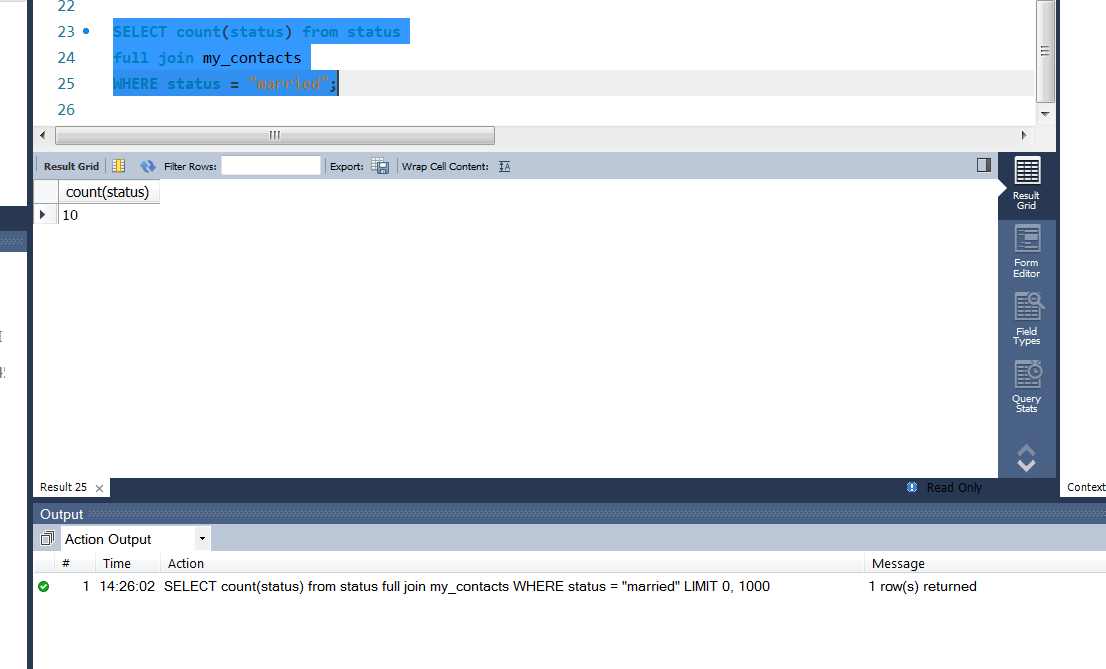 22
23 SELECT count(status) from status
24 full join my_contacts
25 WHERE status = "married";
26
Result Grid Filter Rows: Export: Wrap Cell Content: IA
count(status)
10
Result Grid
Form Editor
Field Types
Query Stats
Result 25 × Read Only Context
Output
Action Output
# Time Action Message
1 14:26:02 SELECT count(status) from status full join my_contacts WHERE status = "married" LIMIT 0, 1000 1 row(s) returned